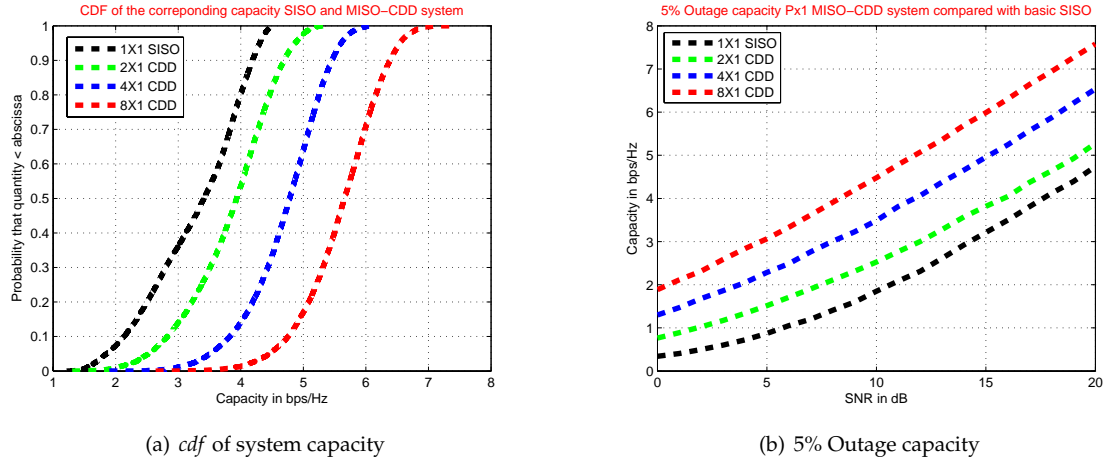 CDF of the correponding capacity SISO and MISO−CDD system
1X1 SISO
2X1 CDD
4X1 CDD
8X1 CDD
Probability that quantity < abscissa
1
0.9
0.8
0.7
0.6
0.5
0.4
0.3
0.2
0.1
0
1 2 3 4 5 6 7 8
Capacity in bps/Hz
(a) cdf of system capacity
5% Outage capacity Px1 MISO−CDD system compared with basic SISO
1X1 SISO
2X1 CDD
4X1 CDD
8X1 CDD
Capacity in bps/Hz
8
7
6
5
4
3
2
1
0
0 5 10 15 20
SNR in dB
(b) 5% Outage capacity